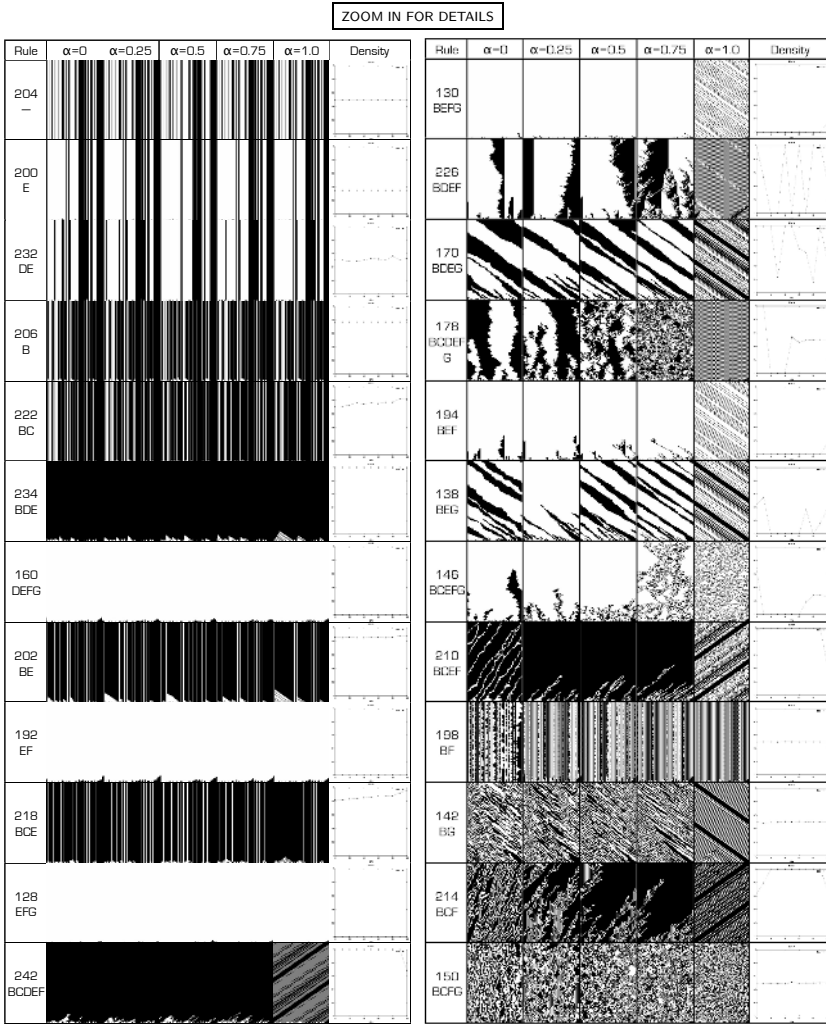 ZOOM IN FOR DETAILS
Rule α=0 α=0.25 α=0.5 α=0.75 α=1.0 Density
204
—
200
E
232
DE
206
B
222
BC
234
BDE
160
DEFG
202
BE
192
EF
218
BCE
128
EFG
242
BCDEF
Rule α=0 α=0.25 α=0.5 α=0.75 α=1.0 Density
130
BEFG
226
BDEF
170
BDEG
178
BCDEF
G
194
BEF
138
BEG
146
BCEFG
210
BCEF
198
BF
142
BG
214
BCF
150
BCFG